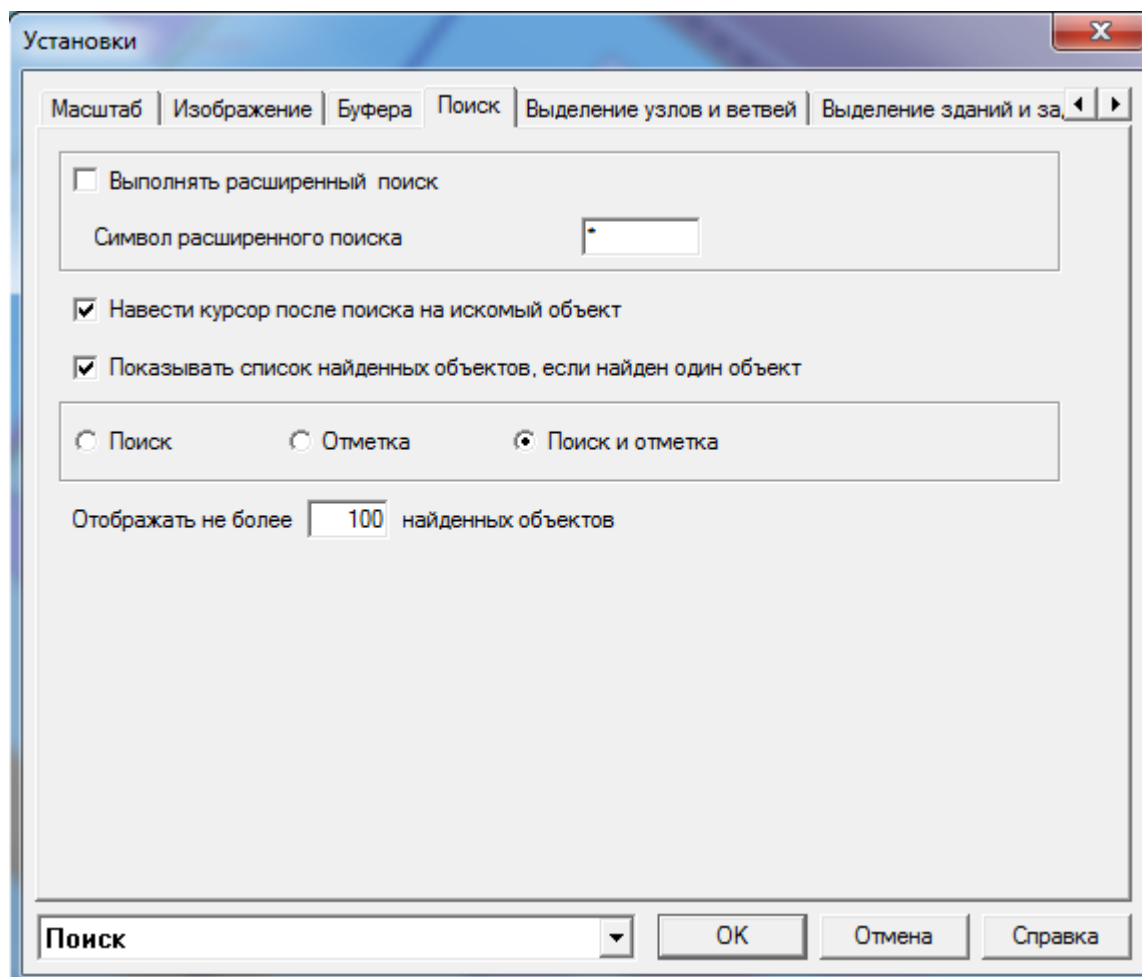 Установки
Масштаб Изображение Буфера Поиск Выделение узлов и ветвей Выделение зданий и за
Выполнять расширенный поиск
Символ расширенного поиска *
Навести курсор после поиска на искомый объект
Показывать список найденных объектов, если найден один объект
Поиск Отметка Поиск и отметка
Отображать не более 100 найденных объектов
Поиск OK Отмена Справка